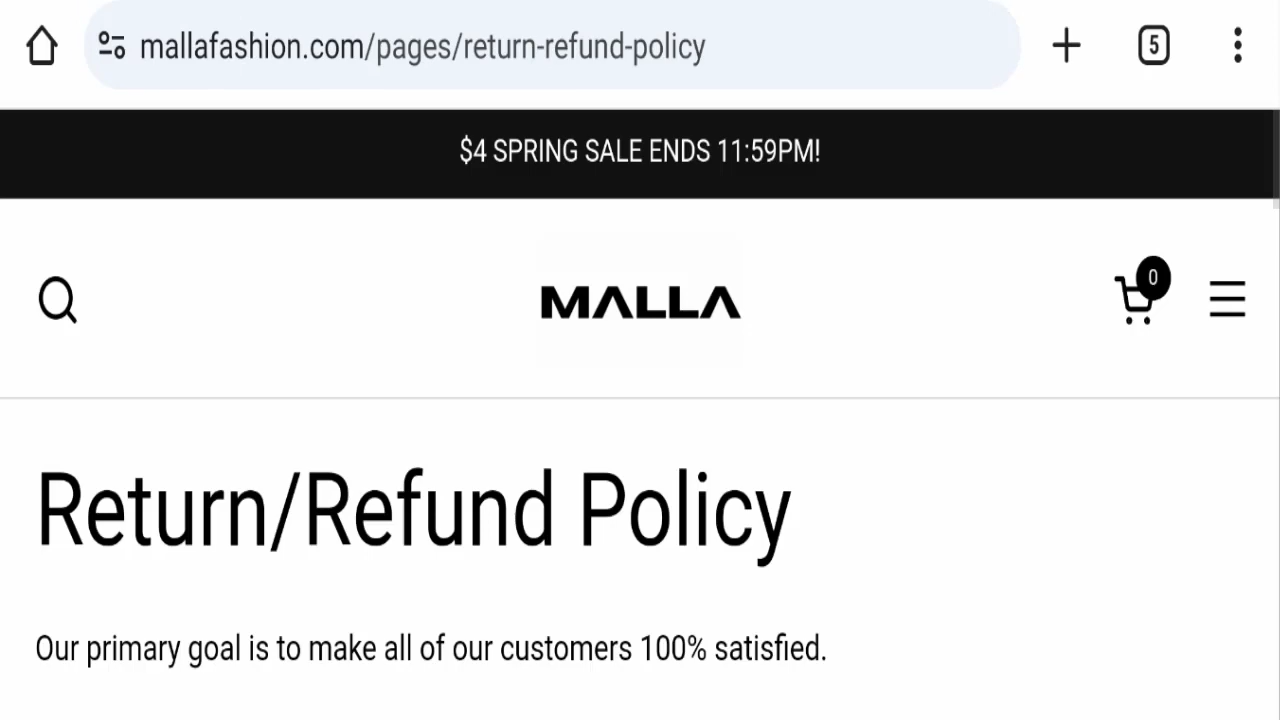 mallafashion.com/pages/return-refund-policy
5
$4 SPRING SALE ENDS 11:59PM!
MALLA
0
Return/Refund Policy
Our primary goal is to make all of our customers 100% satisfied.